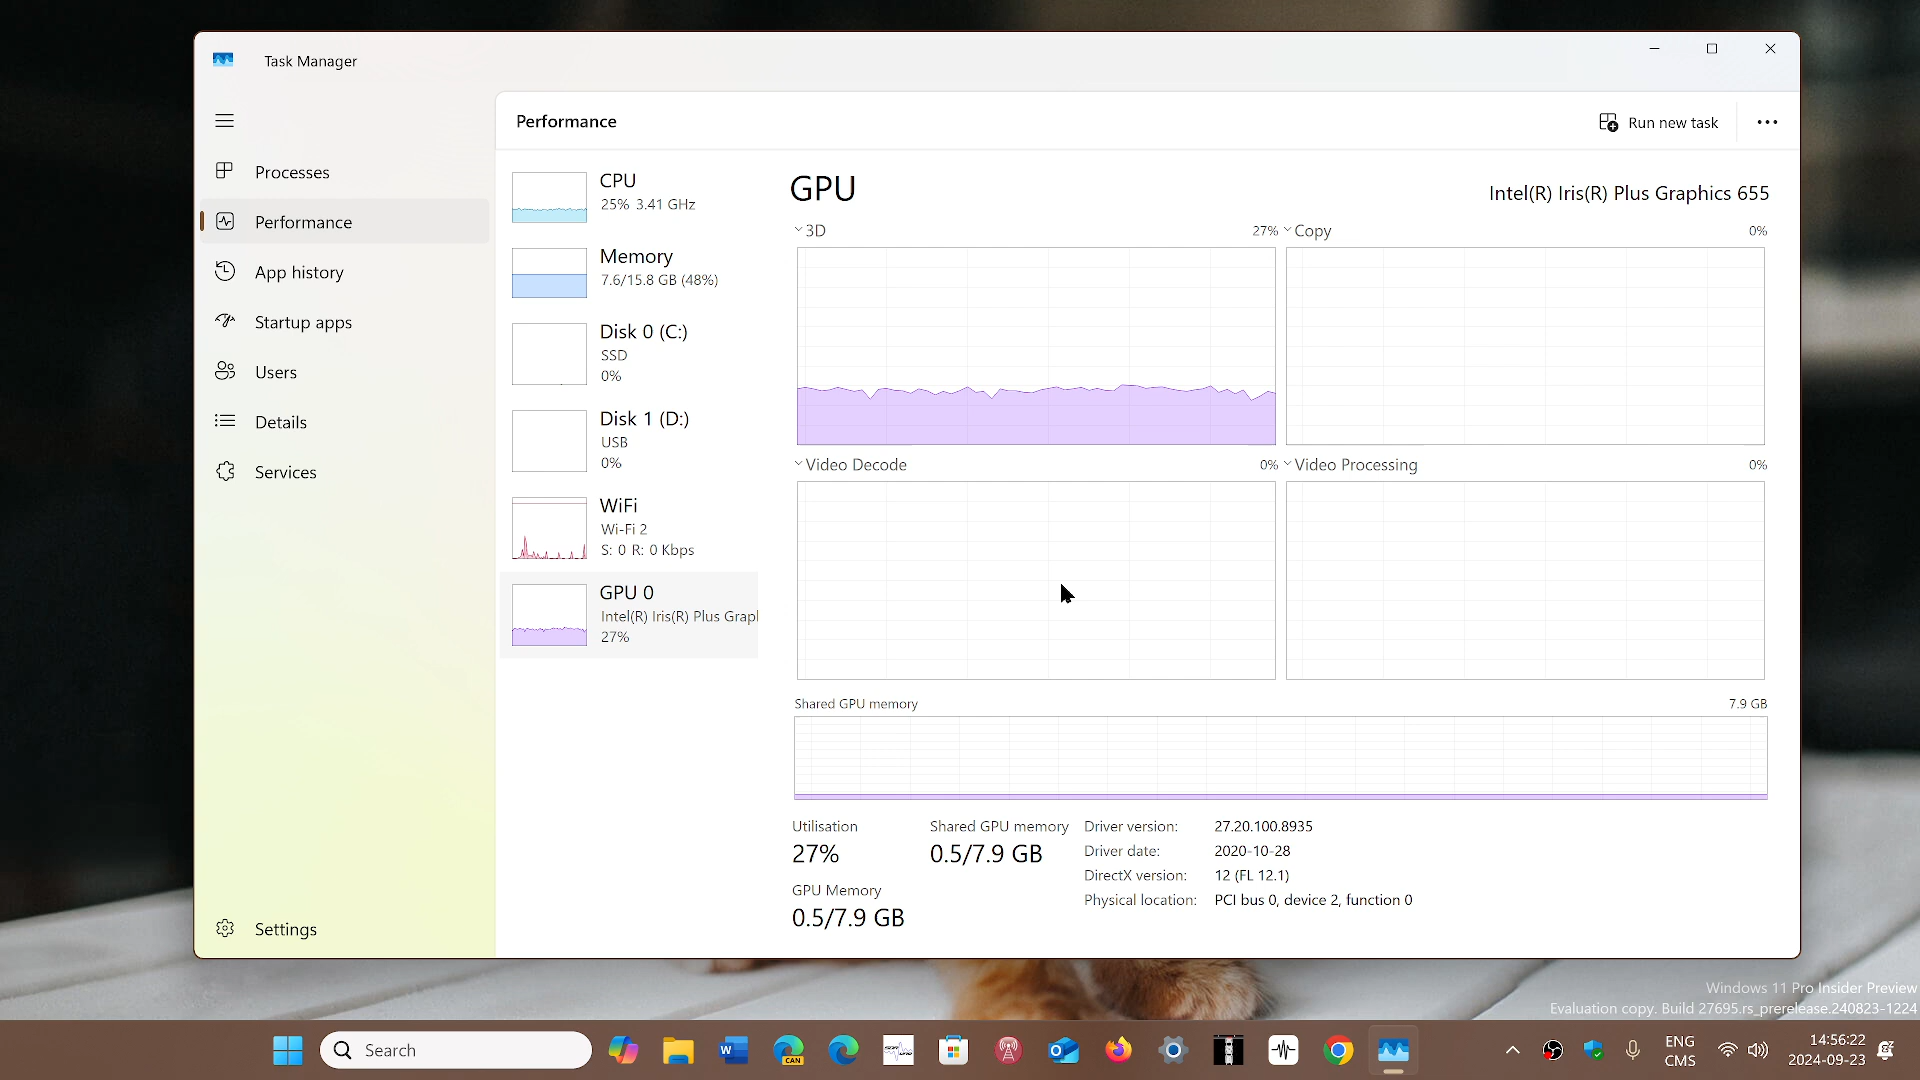 Task Manager
Processes
Performance
App history
Startup apps
Users
Details
Services
Settings
Performance
Run new task
CPU
25% 3.41 GHz
Memory
7.6/15.8 GB (48%)
Disk 0 (C:)
SSD
0%
Disk 1 (D:)
USB
0%
WiFi
Wi-Fi 2
S: 0 R: 0 Kbps
GPU 0
Intel(R) Iris(R) Plus Grap
27%
GPU
Intel(R) Iris(R) Plus Graphics 655
3D 27%
Copy 0%
Video Decode 0%
Video Processing 0%
Shared GPU memory 7.9 GB
Utilisation
27%
Shared GPU memory
0.5/7.9 GB
GPU Memory
0.5/7.9 GB
Driver version: 27.20.100.8935
Driver date: 2020-10-28
DirectX version: 12 (FL 12.1)
Physical location: PCI bus 0, device 2, function 0
Windows 11 Pro Insider Preview
Evaluation copy. Build 27695.rs_prerelease.240823-1224
Search
CAN
ENG
CMS
14:56:22
2024-09-23